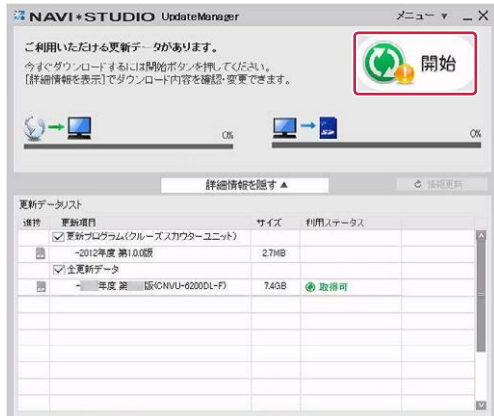 NAVI*STUDIO UpdateManager
メニュー ▼ _ X
ご利用いただける更新データがあります。
今すぐダウンロードするには開始ボタンを押してください。
[詳細情報を表示]でダウンロード内容を確認・変更できます。
開始
0%
SD
0%
詳細情報を隠す ▲
情報更新
更新データリスト
進捗 更新項目 サイズ 利用ステータス
更新プログラム(クルーズスカウターユニット)
-2012年度 第1.0.0版 2.7MB
全更新データ
- 年度 第 版(CNVU-6200DL-F) 7.4GB 取得可